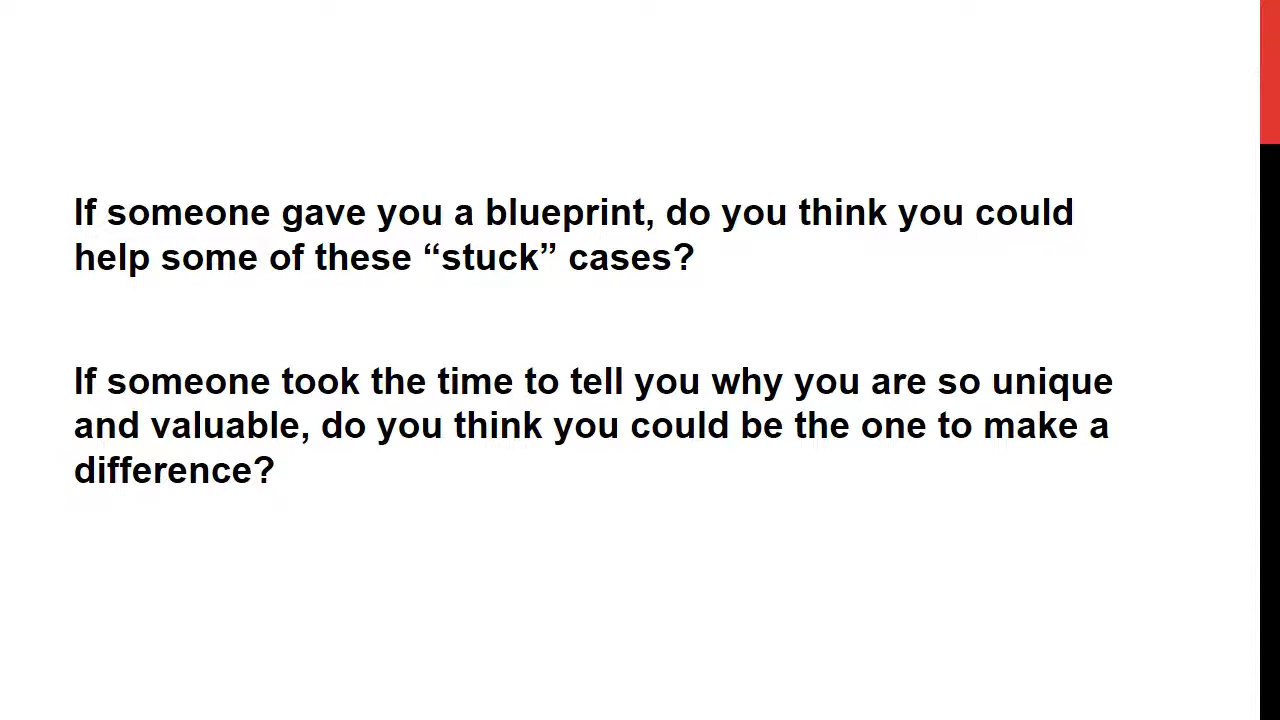 If someone gave you a blueprint, do you think you could
help some of these “stuck” cases?
If someone took the time to tell you why you are so unique
and valuable, do you think you could be the one to make a
difference?